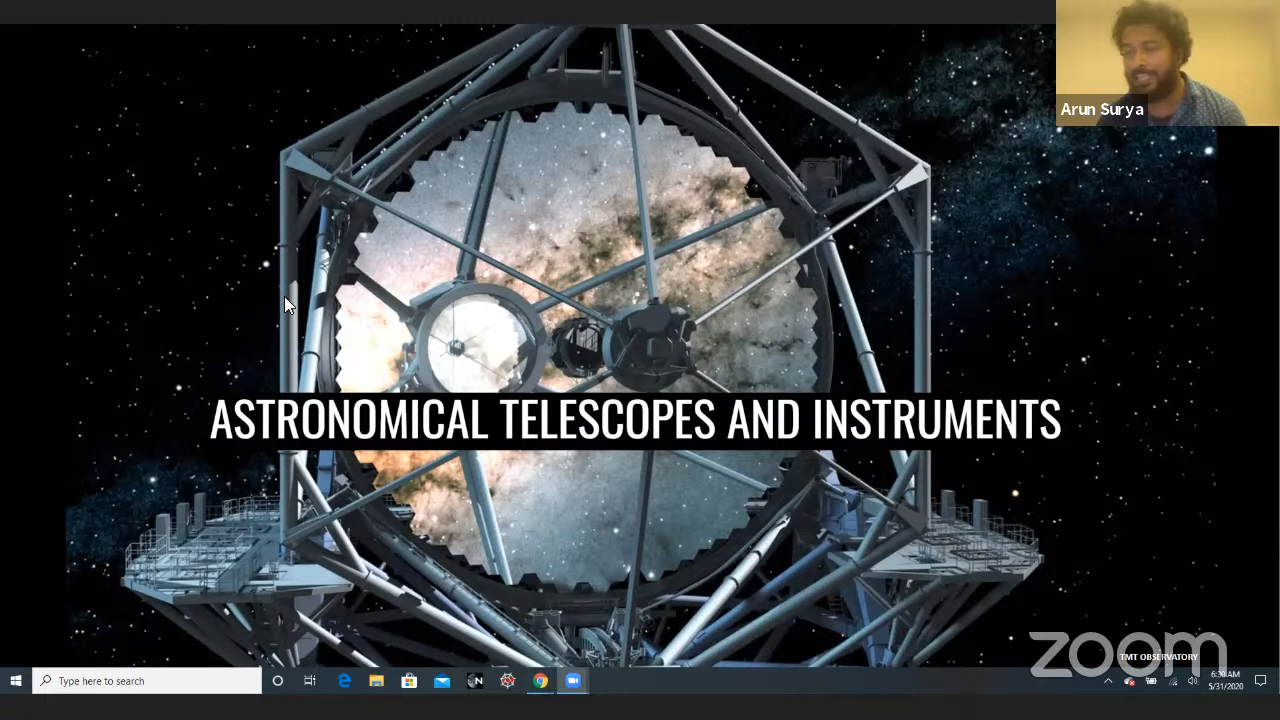 Arun Surya
ASTRONOMICAL TELESCOPES AND INSTRUMENTS
zoom
TMT OBSERVATORY
Type here to search
N
6:30 AM
5/31/2020